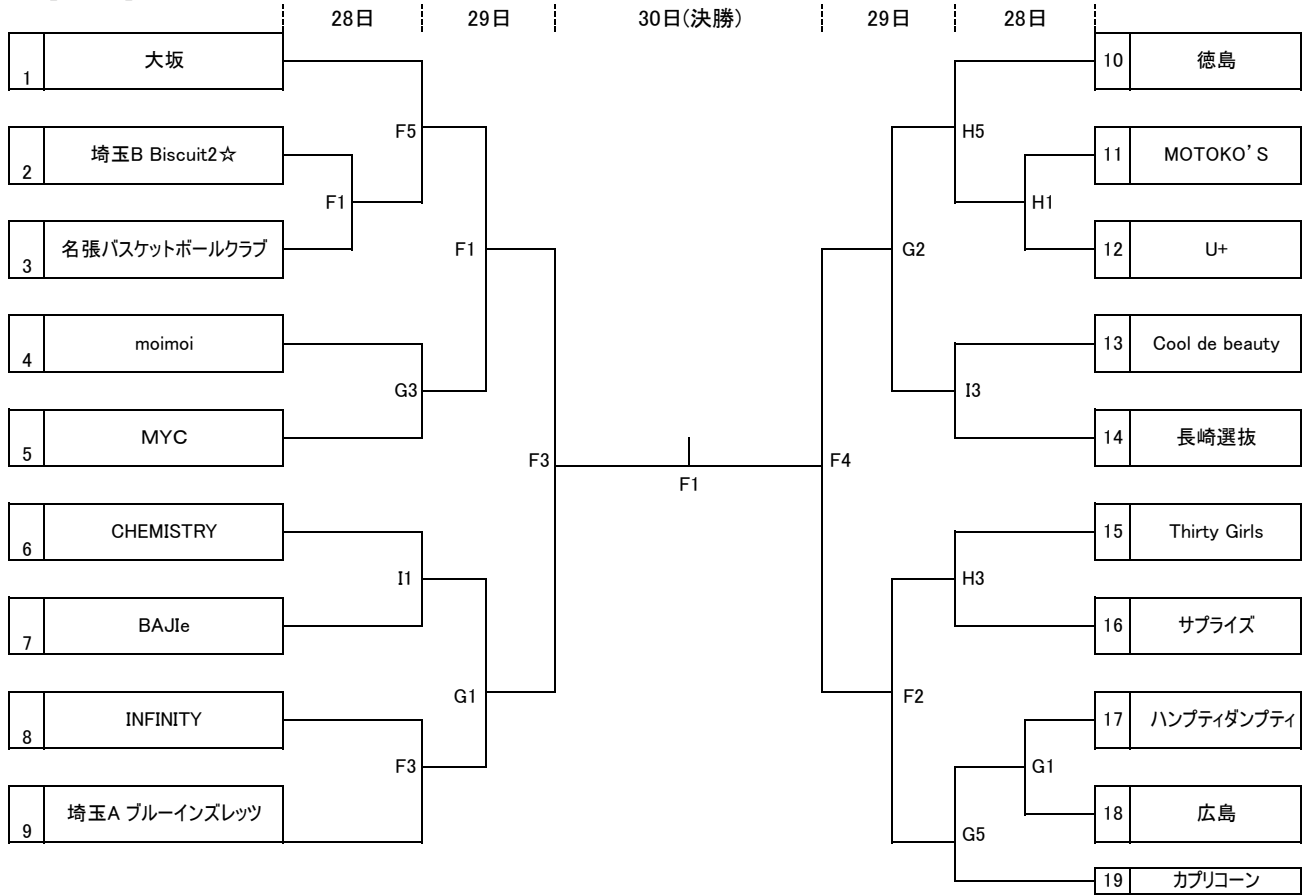 28日 29日 30日(決勝) 29日 28日
1 大坂
2 埼玉B Biscuit2☆
3 名張バスケットボールクラブ
4 moimoi
5 MYC
6 CHEMISTRY
7 BAJIe
8 INFINITY
9 埼玉A ブルーインズレッツ
F5
F1
G3
I1
F3
F1
G1
F3
F1
F4
G2
F2
H5
H1
I3
H3
G1
G5
10 徳島
11 MOTOKO'S
12 U+
13 Cool de beauty
14 長崎選抜
15 Thirty Girls
16 サプライズ
17 ハンプティダンプティ
18 広島
19 カプリコーン